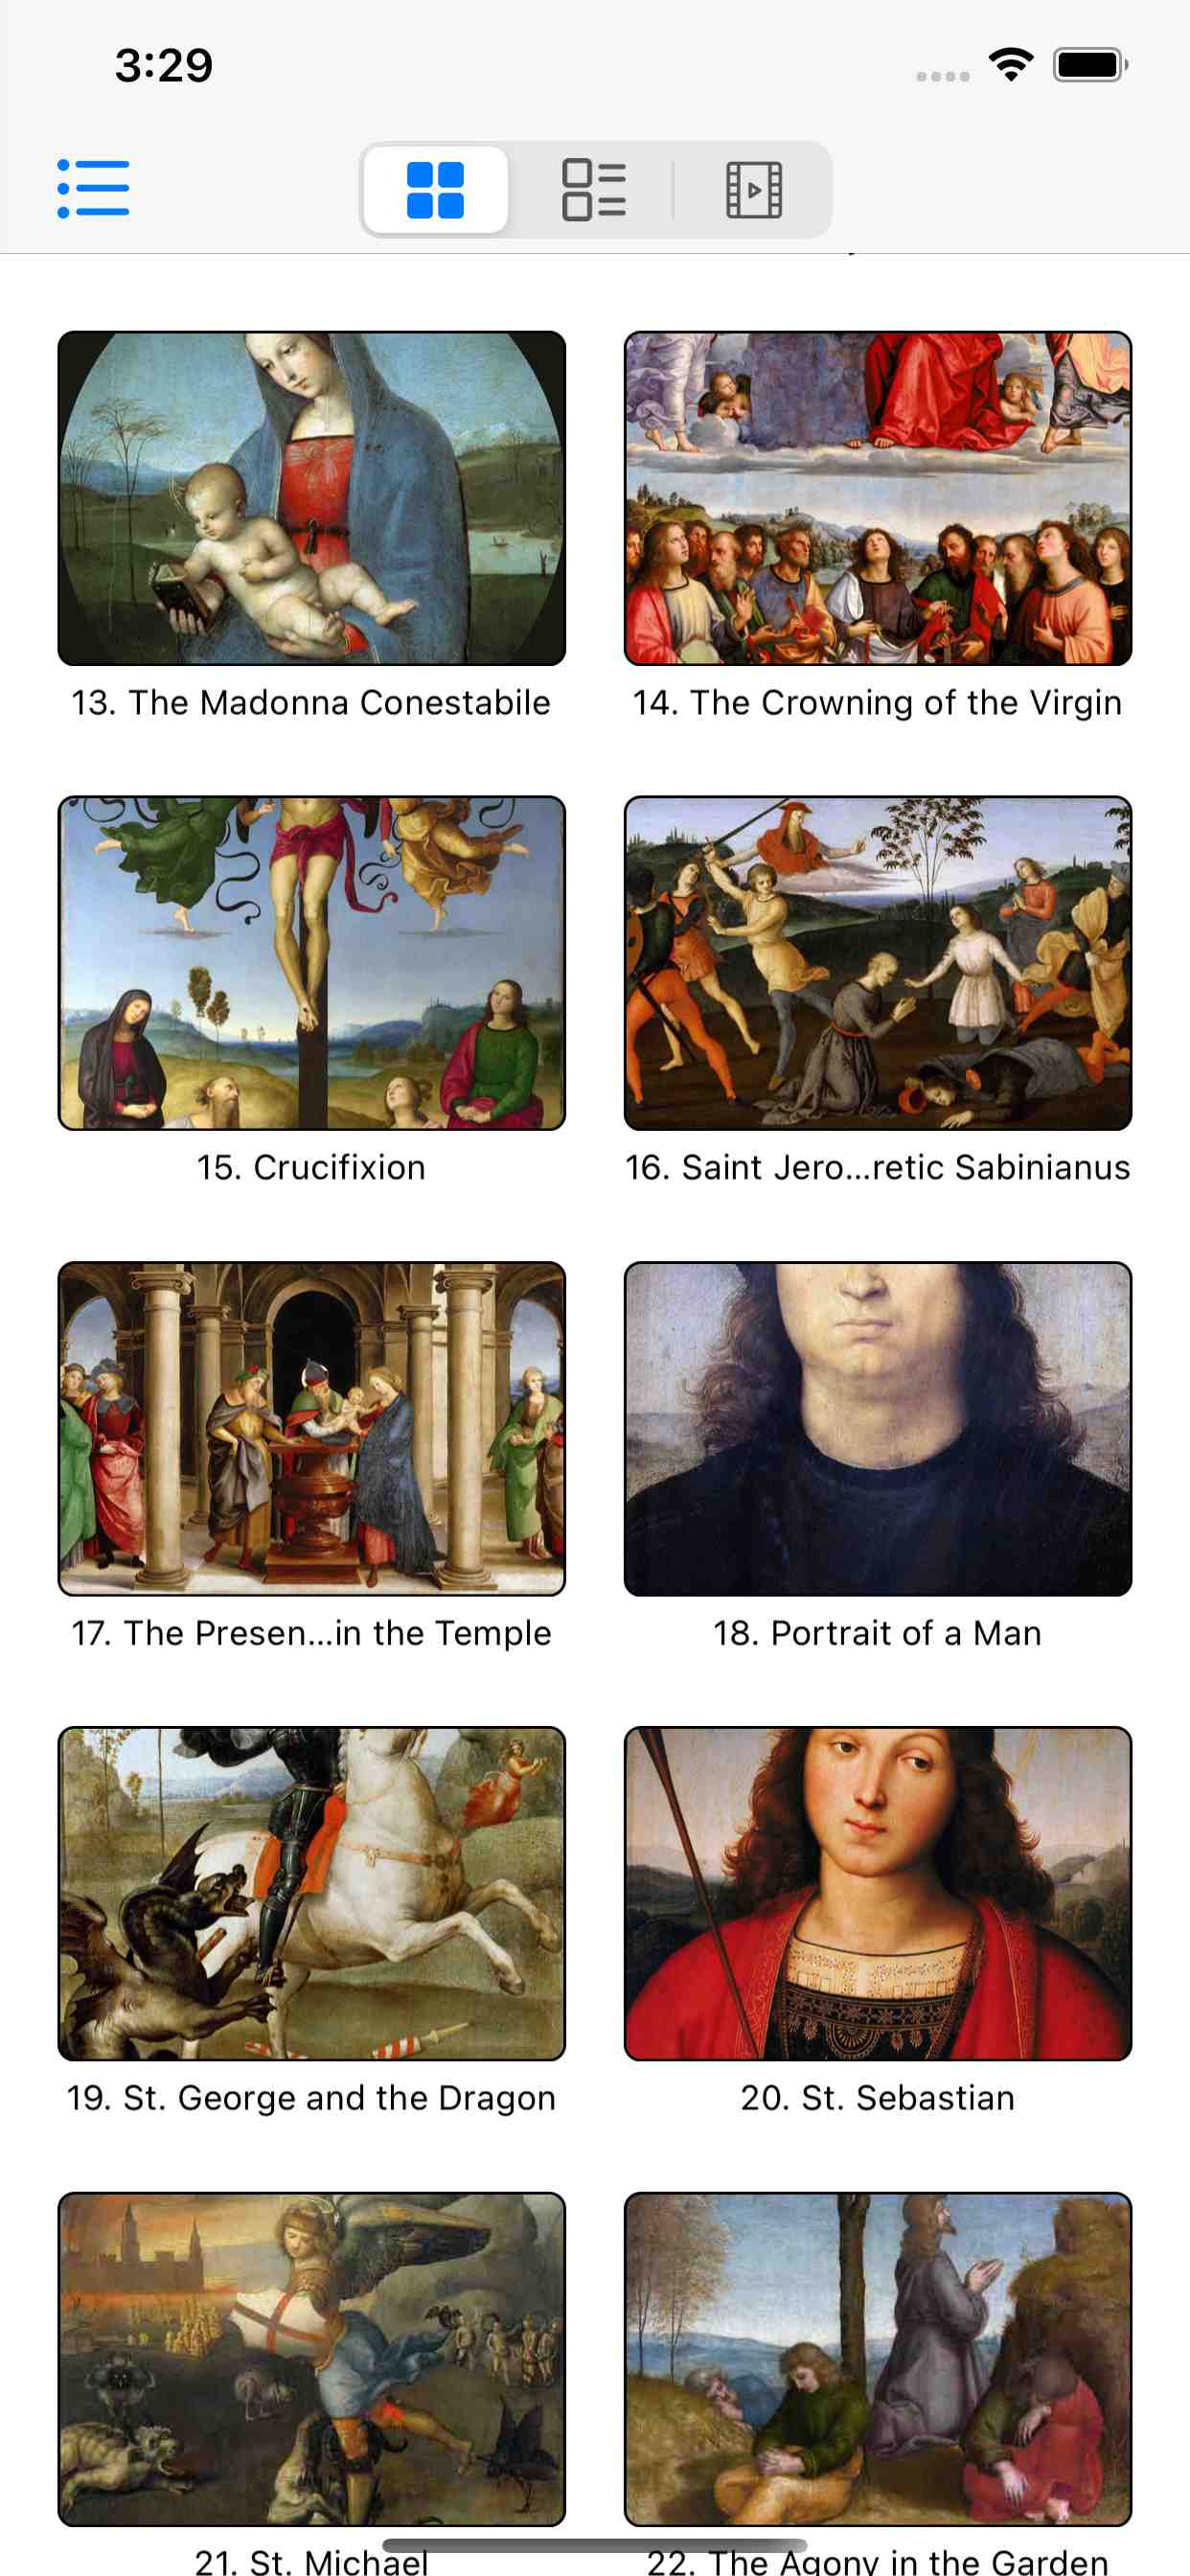 3:29
13. The Madonna Conestabile
14. The Crowning of the Virgin
15. Crucifixion
16. Saint Jero...retic Sabinianus
17. The Presen...in the Temple
18. Portrait of a Man
19. St. George and the Dragon
20. St. Sebastian
21. St. Michael
22. The Agony in the Garden